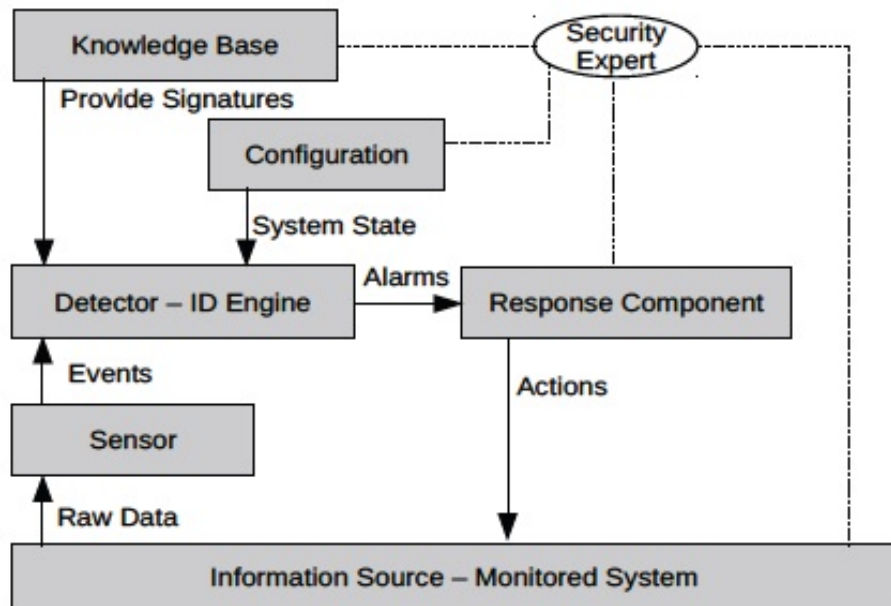 Knowledge Base
Security
Expert
Provide Signatures
Configuration
System State
Detector – ID Engine
Alarms
Response Component
Events
Actions
Sensor
Raw Data
Information Source – Monitored System